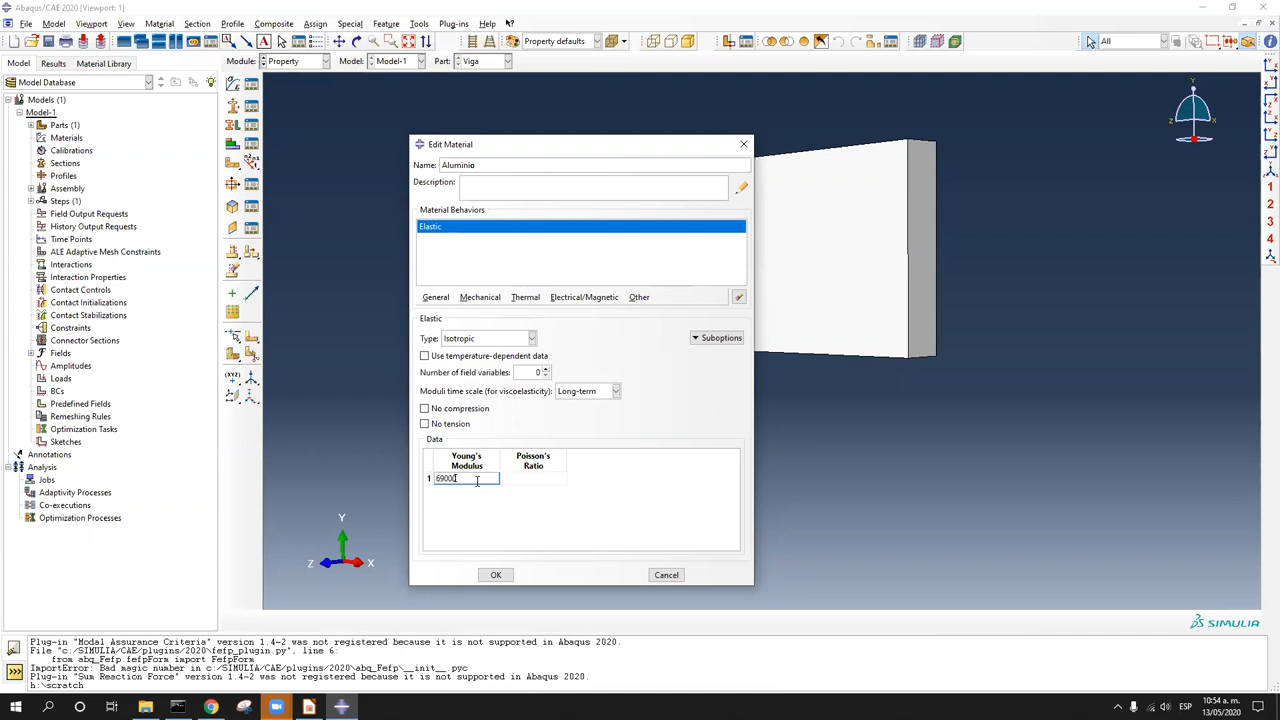 Abaqus/CAE 2020 [Viewport: 1]
File Model Viewport View Material Section Profile Composite Assign Special Feature Tools Plug-ins Help
Property defaults
All
Model Results Material Library
Module: Property Model: Model-1 Part: Viga
Model Database
Models (1)
Model-1
Parts (1)
Materials
Calibrations
Sections
Profiles
Assembly
Steps (1)
Field Output Requests
History Output Requests
Time Points
ALE Adaptive Mesh Constraints
Interactions
Interaction Properties
Contact Controls
Contact Initializations
Contact Stabilizations
Constraints
Connector Sections
Fields
Amplitudes
Loads
BCs
Predefined Fields
Remeshing Rules
Optimization Tasks
Sketches
Annotations
Analysis
Jobs
Adaptivity Processes
Co-executions
Optimization Processes
Edit Material
Name: Aluminio
Description:
Material Behaviors
Elastic
General Mechanical Thermal Electrical/Magnetic Other
Elastic
Type: Isotropic
Suboptions
Use temperature-dependent data
Number of field variables: 0
Moduli time scale (for viscoelasticity): Long-term
No compression
No tension
Data
Young's Modulus
Poisson's Ratio
1 69000
OK Cancel
Y
Z X
Y
Z X
1
2
3
4
SIMULIA
Plug-in "Modal Assurance Criteria" version 1.4-2 was not registered because it is not supported in Abaqus 2020.
File "c:/SIMULIA/CAE/plugins/2020\fefp_plugin.py", line 6:
from abq_Fefp.fefpForm import FefpForm
ImportError: Bad magic number in c:/SIMULIA/CAE/plugins/2020\abq_Fefp\__init__.pyc
Plug-in "Sum Reaction Force" version 1.4-2 was not registered because it is not supported in Abaqus 2020.
h:\scratch
ESP
10:54 a. m.
13/05/2020